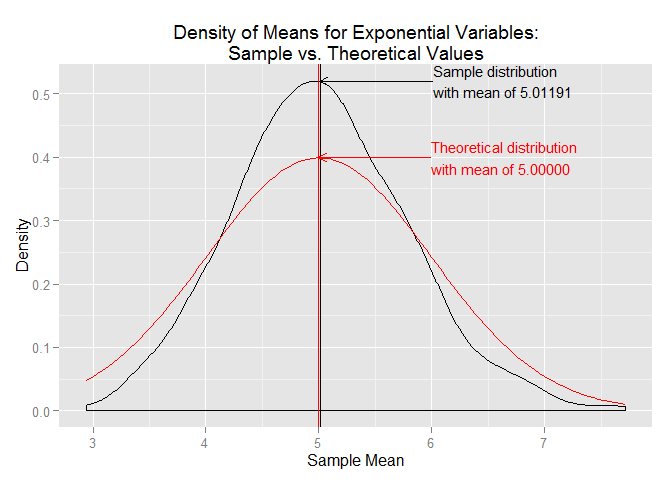 Density of Means for Exponential Variables:
Sample vs. Theoretical Values
Sample distribution
with mean of 5.01191
Theoretical distribution
with mean of 5.00000
Density
0.5
0.4
0.3
0.2
0.1
0.0
3 4 5 6 7
Sample Mean